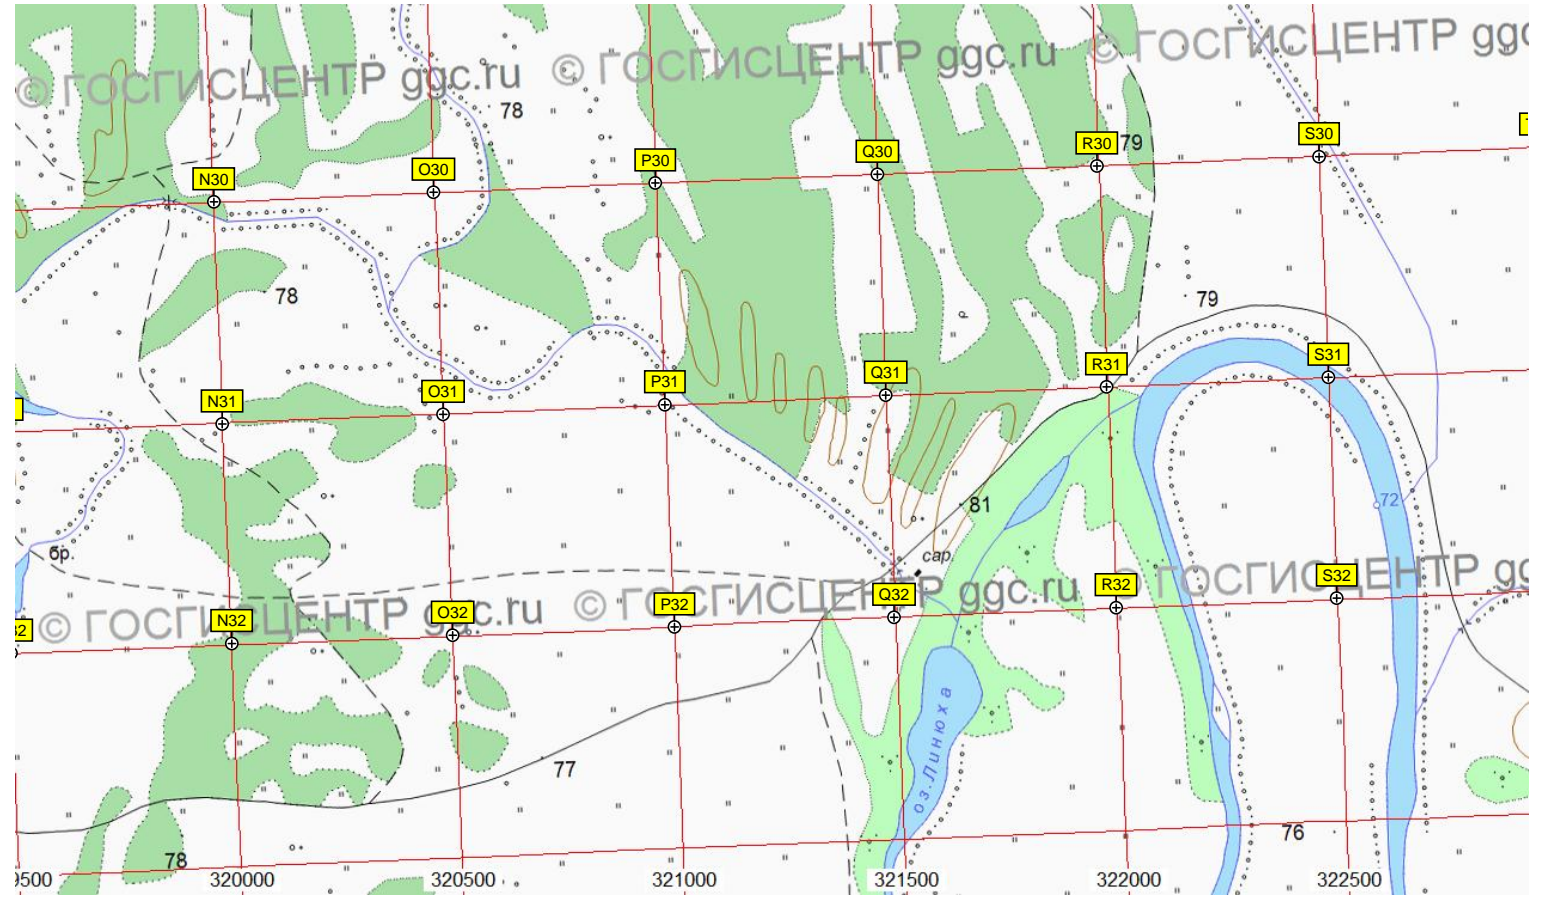 © ГОСГИСЦЕНТР ggc.ru
© ГОСГИСЦЕНТР ggc.ru
© ГОСГИСЦЕНТР ggc
78
79
S30
R30
Q30
P30
O30
N30
78
79
S31
R31
Q31
P31
O31
N31
81
72
бр.
сар.
© ГОСГИСЦЕНТР ggc.ru
© ГОСГИСЦЕНТР ggc.ru
© ГОСГИСЦЕНТР gg
S32
R32
Q32
P32
O32
N32
32
оз. Линюха
77
76
78
9500
320000
320500
321000
321500
322000
322500